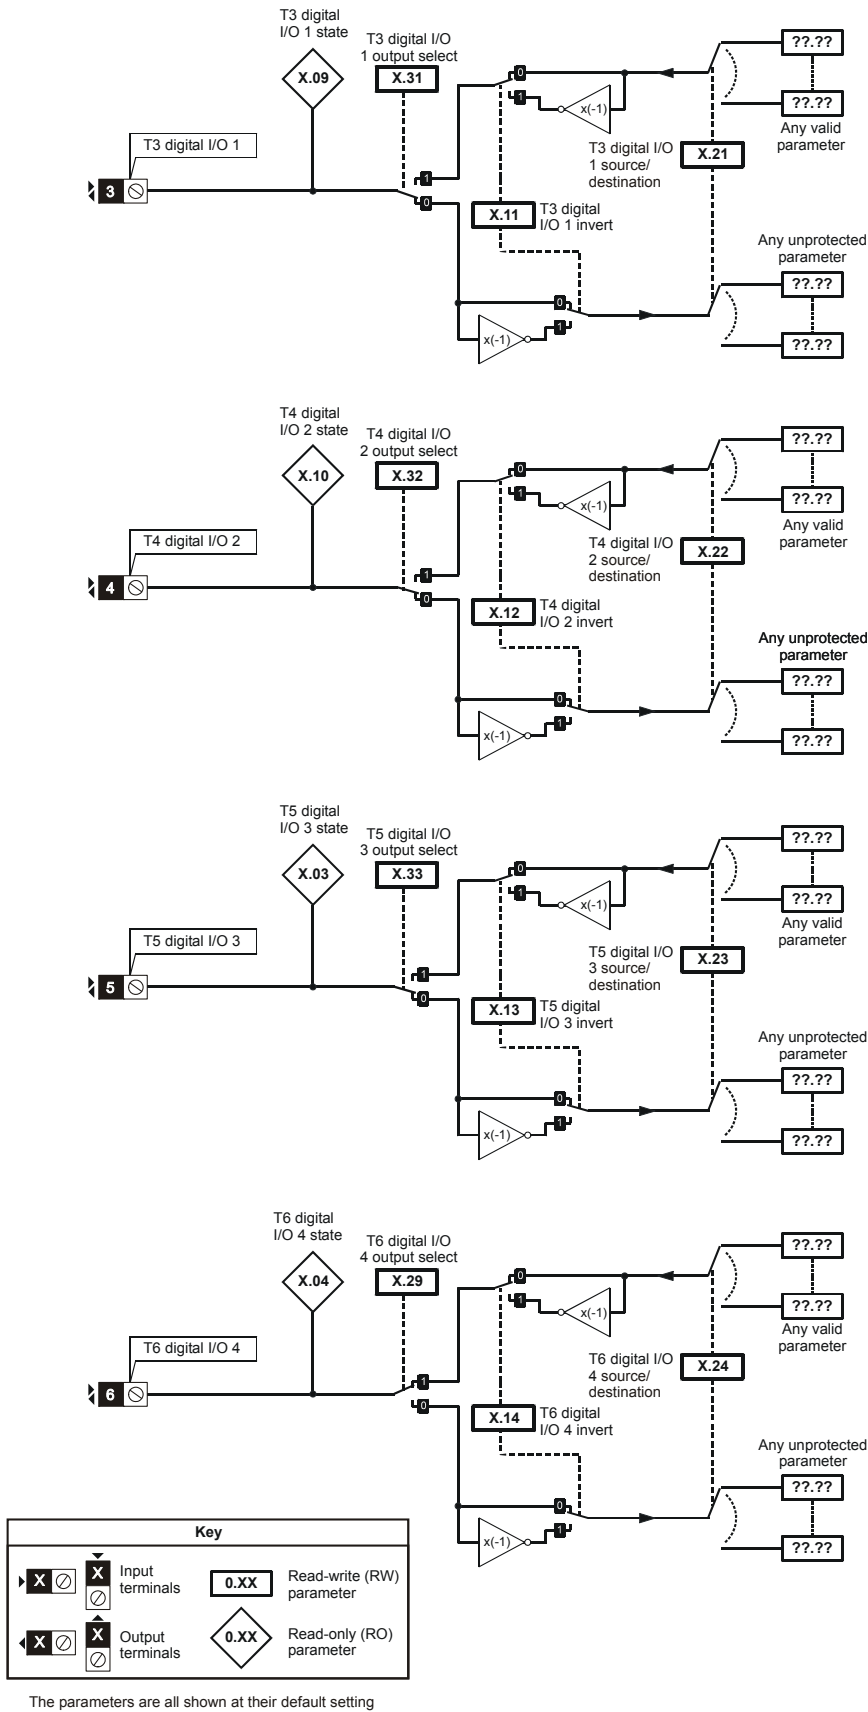 T3 digital
I/O 1 state
X.09
T3 digital I/O
1 output select
X.31
0
1
x(-1)
??.??
??.??
Any valid
parameter
T3 digital I/O 1
3
1
0
T3 digital I/O
1 source/
destination
X.21
X.11
T3 digital
I/O 1 invert
Any unprotected
parameter
0
1
x(-1)
??.??
??.??
T4 digital
I/O 2 state
X.10
T4 digital I/O
2 output select
X.32
0
1
x(-1)
??.??
??.??
Any valid
parameter
T4 digital I/O 2
4
1
0
T4 digital I/O
2 source/
destination
X.22
X.12
T4 digital
I/O 2 invert
Any unprotected
parameter
0
1
x(-1)
??.??
??.??
T5 digital
I/O 3 state
X.03
T5 digital I/O
3 output select
X.33
0
1
x(-1)
??.??
??.??
Any valid
parameter
T5 digital I/O 3
5
1
0
T5 digital I/O
3 source/
destination
X.23
X.13
T5 digital
I/O 3 invert
Any unprotected
parameter
0
1
x(-1)
??.??
??.??
T6 digital
I/O 4 state
X.04
T6 digital I/O
4 output select
X.29
0
1
x(-1)
??.??
??.??
Any valid
parameter
T6 digital I/O 4
6
1
0
T6 digital I/O
4 source/
destination
X.24
X.14
T6 digital
I/O 4 invert
Any unprotected
parameter
0
1
x(-1)
??.??
??.??
Key
X
X
Input
terminals
0.XX
Read-write (RW)
parameter
X
X
Output
terminals
0.XX
Read-only (RO)
parameter
The parameters are all shown at their default setting